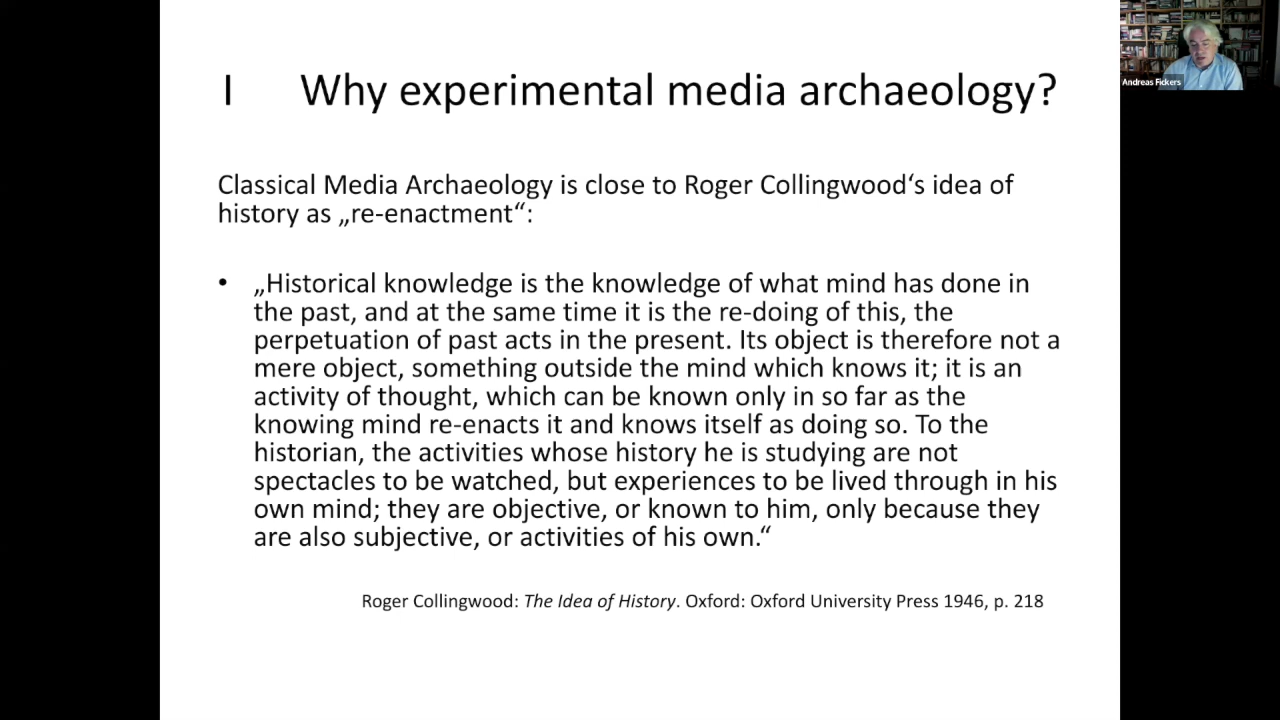 I Why experimental media archaeology?
Andreas Fickers
Classical Media Archaeology is close to Roger Collingwood‘s idea of
history as „re-enactment“:
• „Historical knowledge is the knowledge of what mind has done in
the past, and at the same time it is the re-doing of this, the
perpetuation of past acts in the present. Its object is therefore not a
mere object, something outside the mind which knows it; it is an
activity of thought, which can be known only in so far as the
knowing mind re-enacts it and knows itself as doing so. To the
historian, the activities whose history he is studying are not
spectacles to be watched, but experiences to be lived through in his
own mind; they are objective, or known to him, only because they
are also subjective, or activities of his own.“
Roger Collingwood: The Idea of History. Oxford: Oxford University Press 1946, p. 218